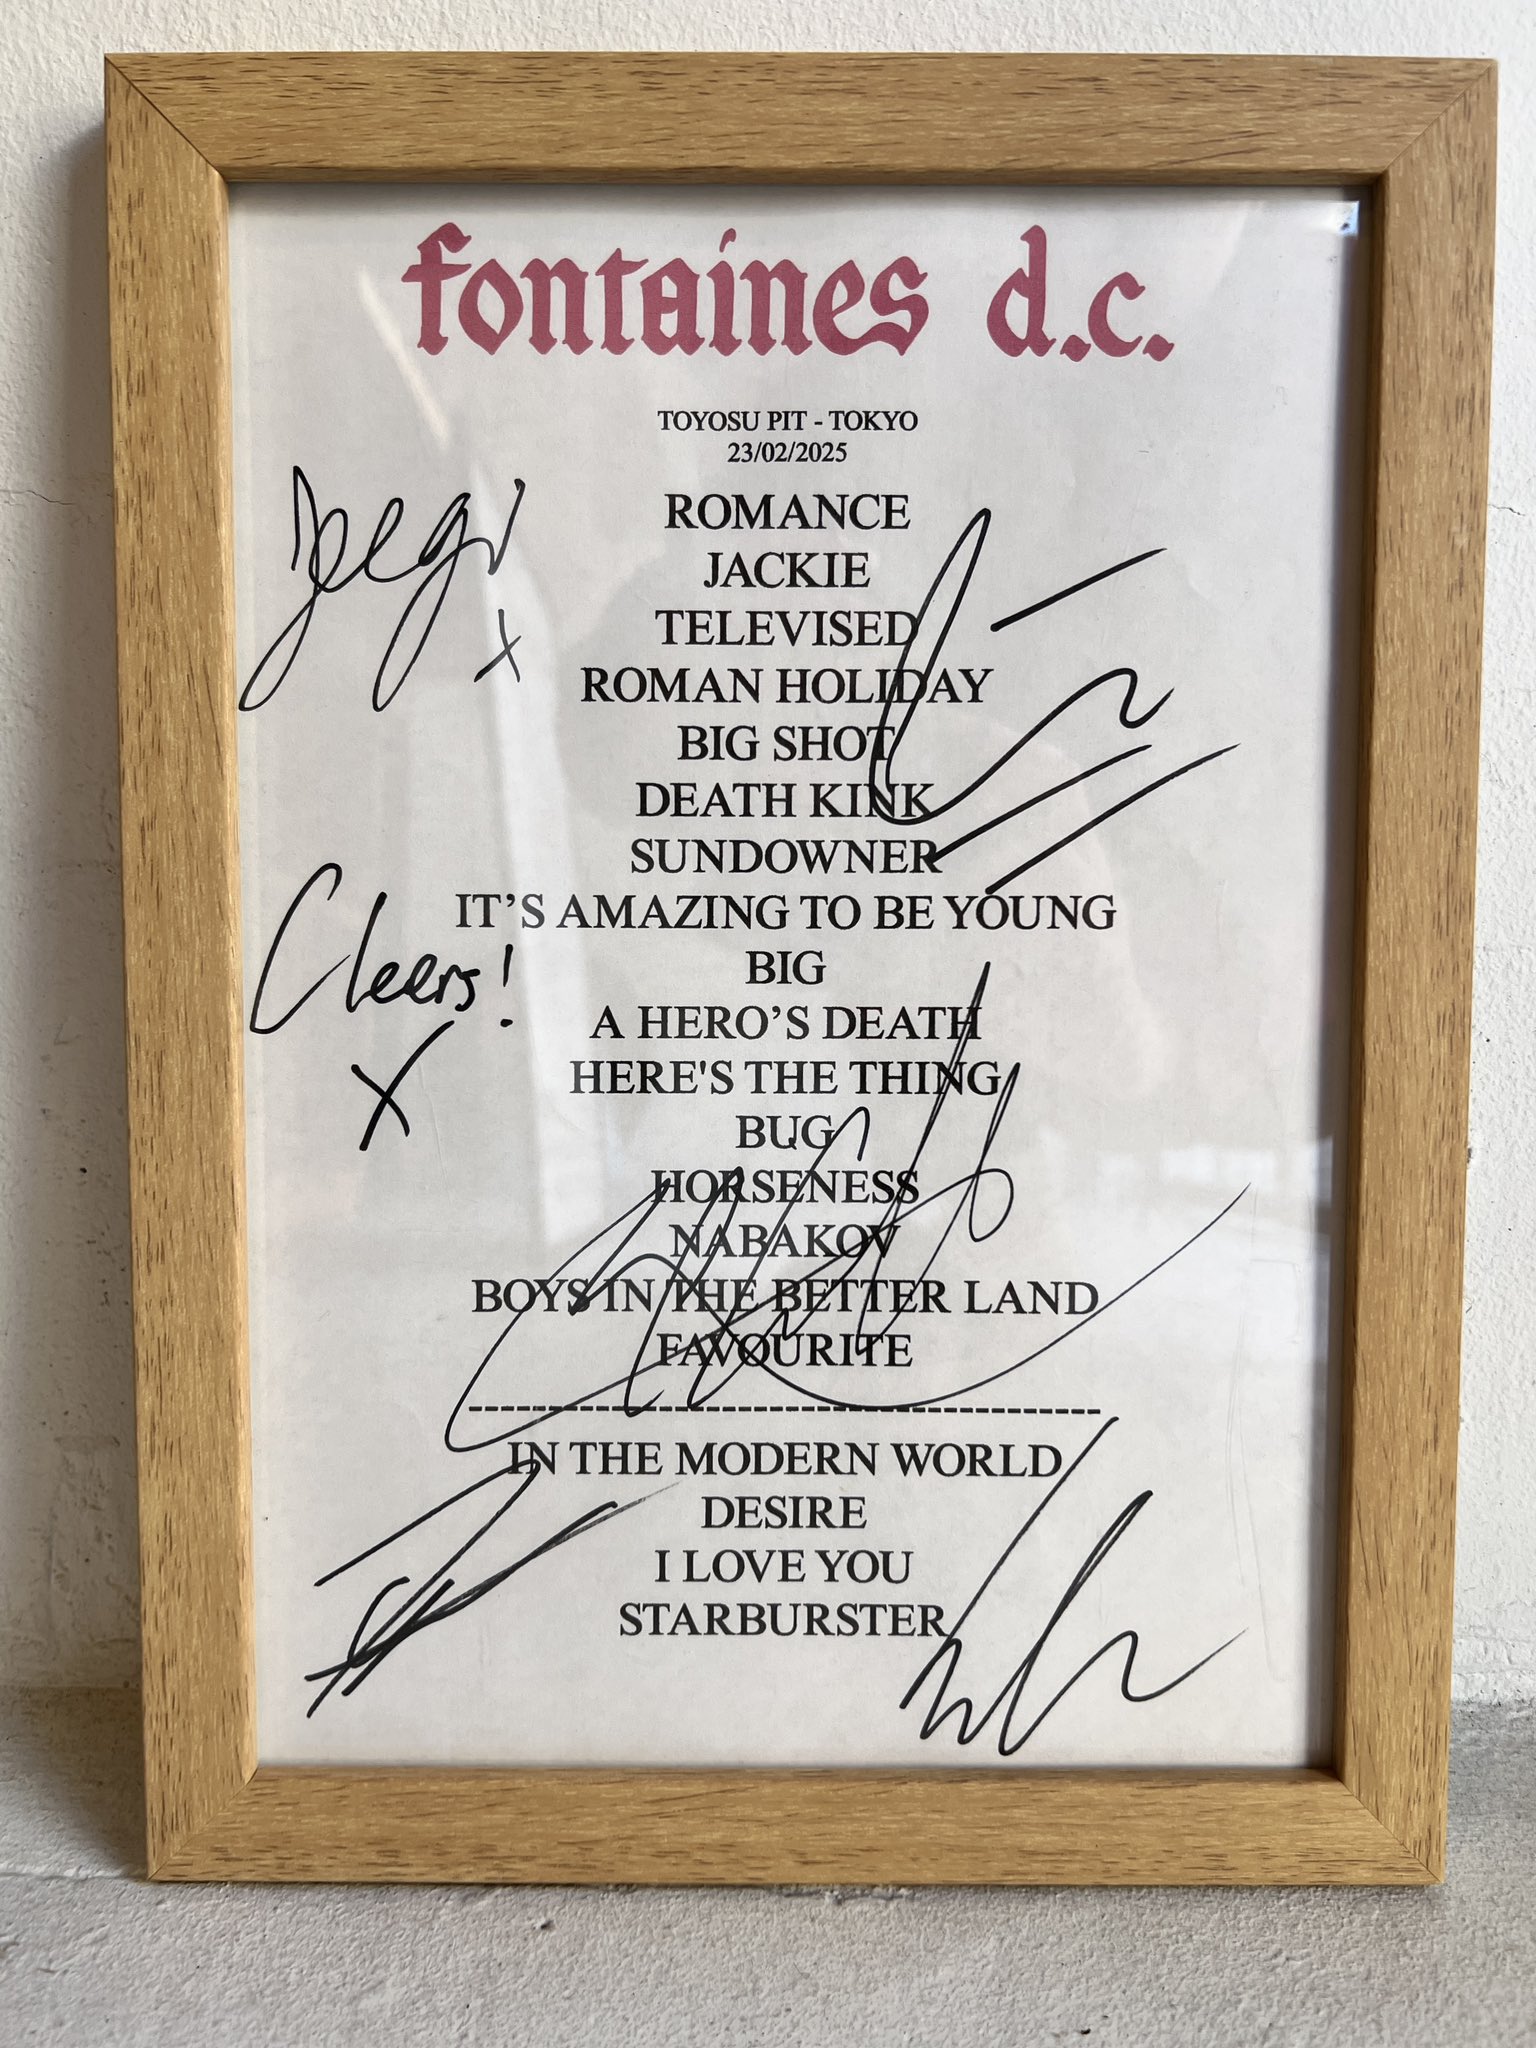 fontaines d.c.
TOYOSU PIT - TOKYO
23/02/2025
ROMANCE
JACKIE
TELEVISED
ROMAN HOLIDAY
BIG SHOT
DEATH KINK
SUNDOWNER
IT’S AMAZING TO BE YOUNG
BIG
A HERO’S DEATH
HERE'S THE THING
BUG
HORSENESS
NABAKOV
BOYS IN THE BETTER LAND
FAVOURITE
IN THE MODERN WORLD
DESIRE
I LOVE YOU
STARBURSTER
Cheers!
X